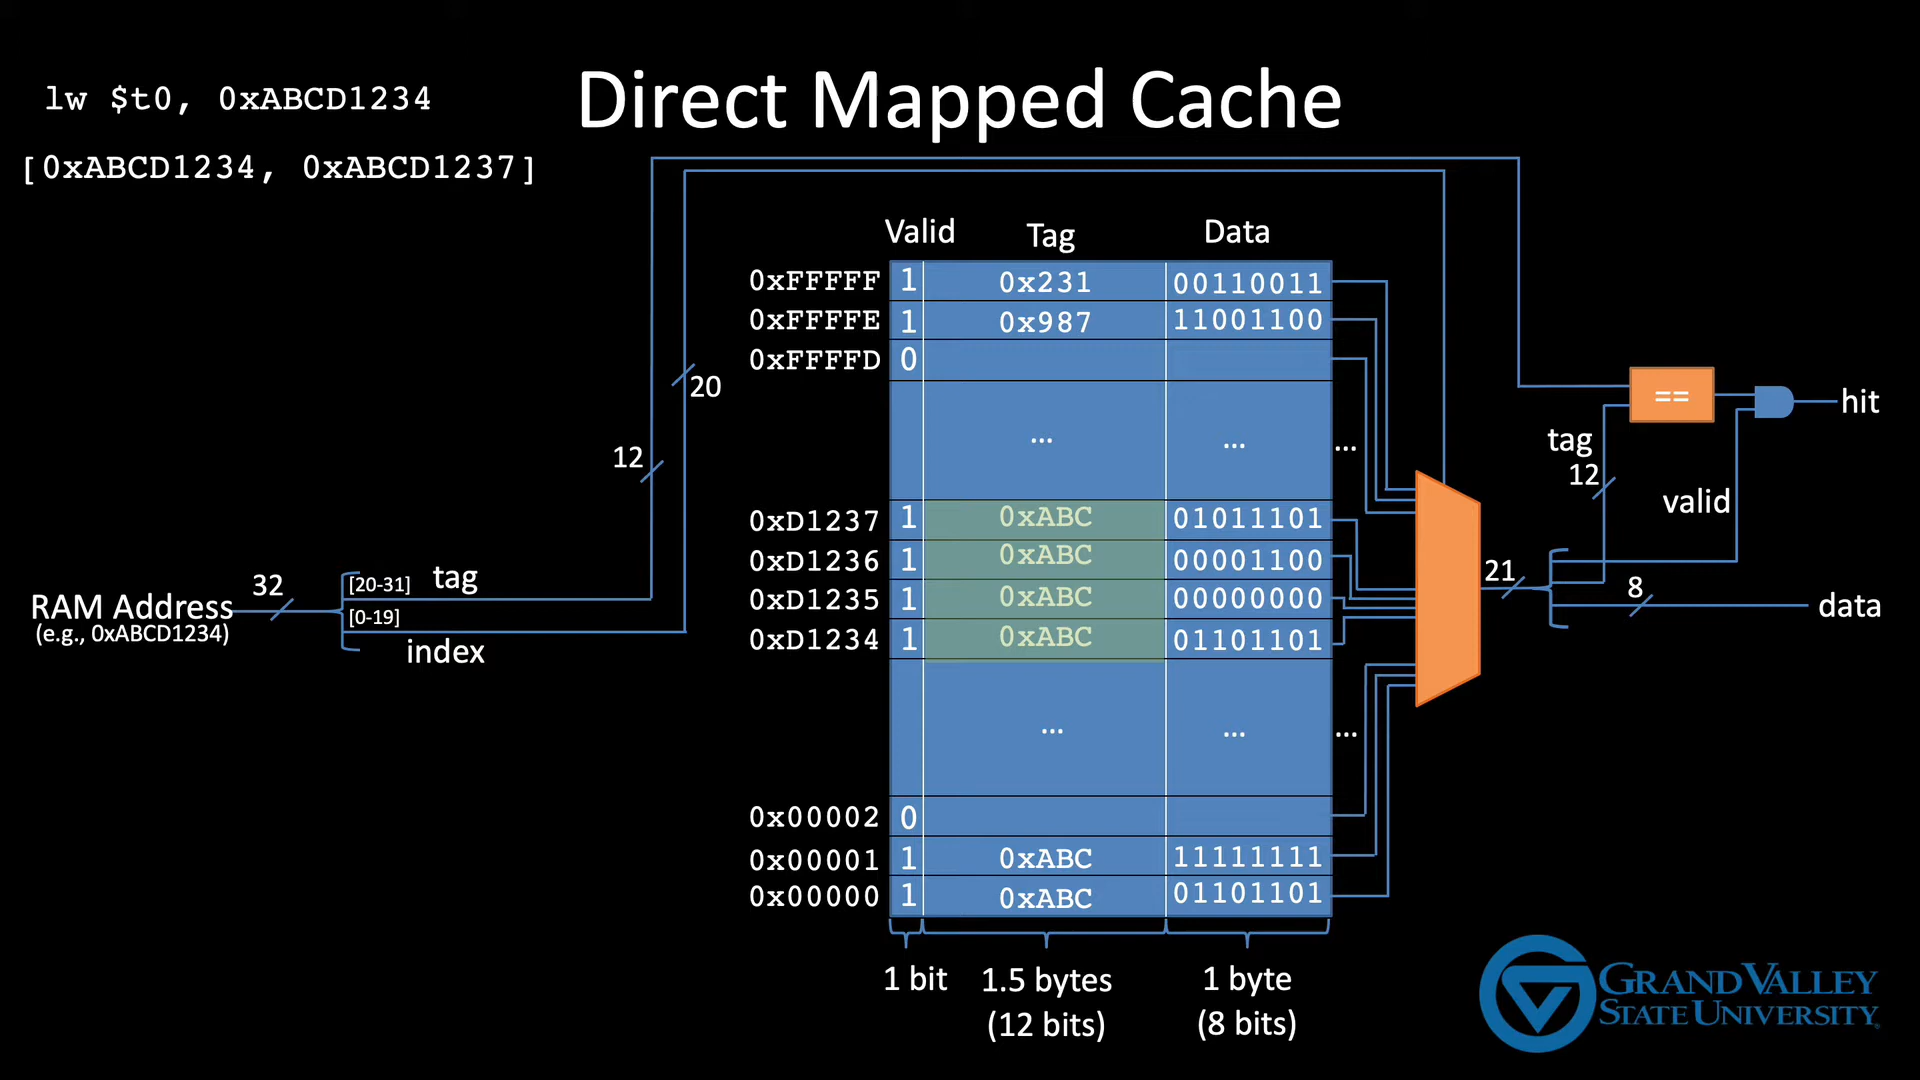 lw $t0, 0xABCD1234
[0xABCD1234, 0xABCD1237]
Direct Mapped Cache
Valid Tag Data
0xFFFFF 1 0x231 00110011
0xFFFFE 1 0x987 11001100
0xFFFFD 0
... ... ...
0xD1237 1 0xABC 01011101
0xD1236 1 0xABC 00001100
0xD1235 1 0xABC 00000000
0xD1234 1 0xABC 01101101
... ... ...
0x00002 0
0x00001 1 0xABC 11111111
0x00000 1 0xABC 01101101
1 bit 1.5 bytes 1 byte
(12 bits) (8 bits)
20
12
RAM Address
(e.g., 0xABCD1234)
32
[20-31] tag
[0-19]
index
==
hit
tag
12
valid
21
8
data
GRAND VALLEY
STATE UNIVERSITY